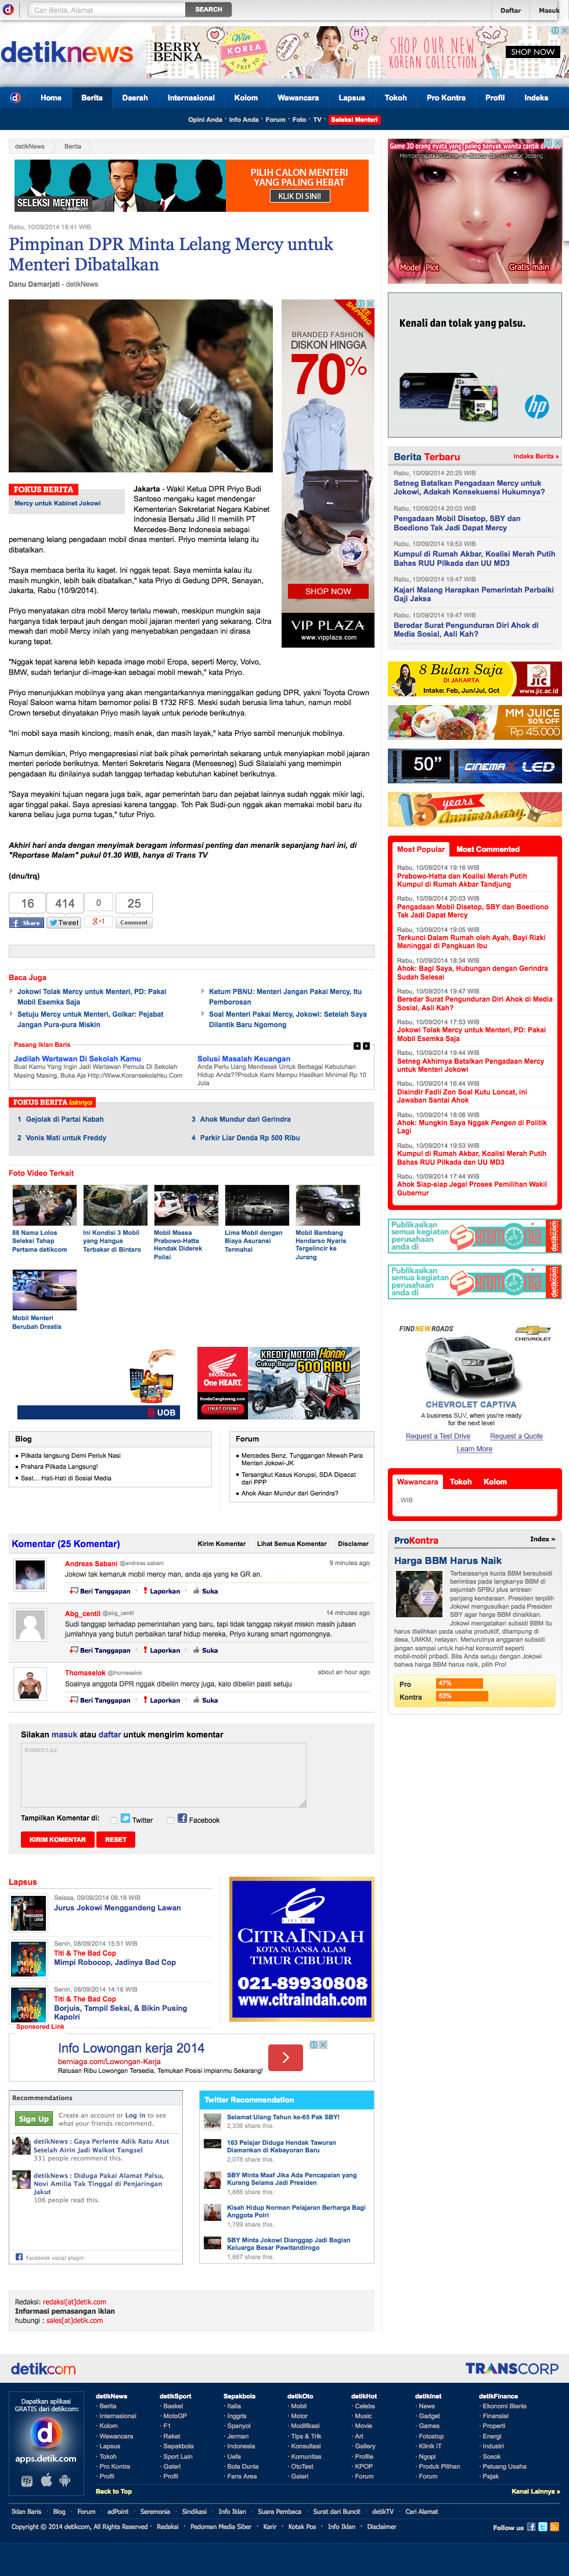 Cari Berita, Alamat
SEARCH
Daftar
Masuk
detiknews
BERRY BENKA.com
Win KOREA trip
SHOP OUR NEW KOREAN COLLECTION
SHOP NOW
Home Berita Daerah Internasional Kolom Wawancara Lapsus Tokoh Pro Kontra Profil Indeks
Opini Anda · Info Anda · Forum · Foto · TV · Seleksi Menteri
detikNews
Berita
SELEKSI MENTERI
PILIH CALON MENTERI
YANG PALING HEBAT
KLIK DI SINI!
Rabu, 10/09/2014 16:41 WIB
Pimpinan DPR Minta Lelang Mercy untuk
Menteri Dibatalkan
Danu Damarjati - detikNews
FOKUS BERITA
Mercy untuk Kabinet Jokowi
Jakarta - Wakil Ketua DPR Priyo Budi
Santoso mengaku kaget mendengar
Kementerian Sekretariat Negara Kabinet
Indonesia Bersatu Jilid II memilih PT
Mercedes-Benz Indonesia sebagai
pemenang lelang pengadaan mobil dinas menteri. Priyo meminta lelang itu
dibatalkan.
"Saya membaca berita itu kaget. Ini nggak tepat. Saya meminta kalau itu
masih mungkin, lebih baik dibatalkan," kata Priyo di Gedung DPR, Senayan,
Jakarta, Rabu (10/9/2014).
Priyo menyatakan citra mobil Mercy terlalu mewah, meskipun mungkin saja
harganya tidak terpaut jauh dengan mobil menteri yang dipakai sekarang. Citra
mewah dari mobil Mercy inilah yang menyebabkan pengadaan ini dirasa
kurang tepat.
"Nggak tepat karena lebih kepada image mobil Eropa, seperti Mercy, Volvo,
BMW, sudah terlanjur di-image-kan sebagai mobil mewah," kata Priyo.
Priyo menunjukkan mobilnya yang akan mengantarkannya meninggalkan gedung DPR, yakni Toyota Crown
Royal Saloon warna hitam bernomor polisi B 1732 RFS. Meski sudah berusia lima tahun, namun mobil
Crown tersebut dinyatakan Priyo masih layak untuk periode berikutnya.
"Ini mobil saya masih kinclong, masih enak, dan masih layak," kata Priyo sambil menunjuk mobilnya.
Namun demikian, Priyo mengapresiasi niat baik pihak pemerintah sekarang untuk menyiapkan mobil pejabat
menteri periode berikutnya. Menteri Sekretaris Negara (Mensesneg) Sudi Silalahi yang memimpin
pengadaan itu dinilainya sudah tanggap terhadap kebutuhan kabinet berikutnya.
"Saya meyakini tujuan negara juga baik, agar pemerintah baru dan pejabat lainnya sudah nggak mikir lagi,
agar tinggal pakai. Saya apresiasi karena tanggap. Toh Pak Sudi-pun nggak akan memakai mobil baru itu
karena beliau juga purna tugas," tutur Priyo.
Akhiri hari anda dengan menyimak beragam informasi penting dan menarik sepanjang hari ini, di
"Reportase Malam" pukul 01.30 WIB, hanya di Trans TV
(dnu/trq)
16 414 0 25
Share Tweet g+1 Comment
FREE SHIPPING
BRANDED FASHION
DISKON HINGGA
70%
SHOP NOW
VIP PLAZA
www.vipplaza.com
Baca Juga
Jokowi Tolak Mercy untuk Menteri, PD: Pakai
Mobil Esemka Saja
Setuju Mercy untuk Menteri, Golkar: Pejabat
Jangan Pura-pura Miskin
Ketum PBNU: Menteri Jangan Pakai Mercy, Itu
Pemborosan
Soal Menteri Pakai Mercy, Jokowi: Setelah Saya
Dilantik Baru Ngomong
Pasang Iklan Baris
Jadilah Wartawan Di Sekolah Kamu
Buat Kamu Yang Ingin Jadi Wartawan Pemula Di Sekolah
Masing Masing, Buka Aja Http://Www.Koransekolahku.Com
Solusi Masalah Keuangan
Anda Perlu Uang Mendesak Untuk Berbagai Kebutuhan
Hidup Anda??Produk Kami Mampu Hasilkan Minimal Rp 10
Juta
FOKUS BERITA lainnya
1 Gejolak di Partai Kabah
2 Vonis Mati untuk Freddy
3 Ahok Mundur dari Gerindra
4 Parkir Liar Denda Rp 500 Ribu
Foto Video Terkait
88 Nama Lolos
Seleksi Tahap
Pertama detikcom
Ini Kondisi 3 Mobil
yang Hangus
Terbakar di Bintaro
Mobil Massa
Prabowo-Hatta
Hendak Diderek
Polisi
Lima Mobil dengan
Biaya Asuransi
Termahal
Mobil Bambang
Hendarso Nyaris
Tergelincir ke
Jurang
Mobil Menteri
Berubah Drastis
UOB
HONDA
One HEART.
LIHAT DISINI
KREDIT MOTOR Honda
Cukup Bayar 500 RIBU
Blog
Pilkada langsung Demi Periuk Nasi
Prahara Pilkada Langsung!
Ssst... Hati-Hati di Sosial Media
Forum
Mercedes Benz, Tunggangan Mewah Para
Menteri Jokowi-JK
Tersangkut Kasus Korupsi, SDA Dipecat
dari PPP
Ahok Akan Mundur dari Gerindra?
Komentar (25 Komentar)
Kirim Komentar
Lihat Semua Komentar
Disclamer
Andreas Sabani @andreas.sabani
9 minutes ago
Jokowi tak kemaruk mobil mercy man, anda aja yang ke GR an.
Beri Tanggapan · Laporkan · Suka
Abg_centil @abg_centil
14 minutes ago
Sudi tanggap terhadap pemerintahan yang baru, tapi tidak tanggap rakyat miskin masih jutaan
jumlahnya yang butuh perbaikan taraf hidup mereka, Priyo kurang smart ngomongnya.
Beri Tanggapan · Laporkan · Suka
Thomaselok @thomaselok
about an hour ago
Soalnya anggota DPR nggak dibeliin mercy juga, kalo dibeliin pasti setuju
Beri Tanggapan · Laporkan · Suka
Silakan masuk atau daftar untuk mengirim komentar
Komentar
Tampilkan Komentar di:
Twitter
Facebook
KIRIM KOMENTAR
RESET
Lapsus
Selasa, 09/09/2014 08:18 WIB
Jurus Jokowi Menggandeng Lawan
Senin, 08/09/2014 15:51 WIB
Titi & The Bad Cop
Mimpi Robocop, Jadinya Bad Cop
Senin, 08/09/2014 14:16 WIB
Titi & The Bad Cop
Borjuis, Tampil Seksi, & Bikin Pusing
Kapolri
CITRAINDAH
KOTA NUANSA ALAM
TIMUR CIBUBUR
021-89930808
www.citraindah.com
Sponsored Link
Info Lowongan kerja 2014
berniaga.com/Lowongan-Kerja
Ratusan Ribu Lowongan Tersedia, Temukan Posisi Impianmu Sekarang!
Recommendations
Sign Up
Create an account or Log in to see
what your friends recommend.
detikNews : Gaya Perlente Adik Ratu Atut
Setelah Airin Jadi Walkot Tangsel
331 people recommend this.
detikNews : Diduga Pakai Alamat Palsu,
Novi Amilia Tak Tinggal di Penjaringan
Jakut
106 people read this.
Facebook social plugin
Twitter Recommendation
Selamat Ulang Tahun ke-65 Pak SBY!
2,336 share this.
163 Pelajar Diduga Hendak Tawuran
Diamankan di Kebayoran Baru
2,078 share this.
SBY Minta Maaf Jika Ada Pencapaian yang
Kurang Selama Jadi Presiden
1,886 share this.
Kisah Hidup Norman Pelajaran Berharga Bagi
Anggota Polri
1,789 share this.
SBY Minta Jokowi Dianggap Jadi Bagian
Keluarga Besar Pawitandirogo
1,667 share this.
Redaksi: redaksi[at]detik.com
Informasi pemasangan iklan
hubungi : sales[at]detik.com
Game 3D orang nyata yang paling banyak wanita cantik di
Model Plot
Gratis main
Kenali dan tolak yang palsu.
hp
Berita Terbaru
Indeks Berita »
Rabu, 10/09/2014 20:25 WIB
Setneg Batalkan Pengadaan Mercy untuk
Jokowi, Adakah Konsekuensi Hukumnya?
Rabu, 10/09/2014 20:03 WIB
Pengadaan Mobil Disetop, SBY dan
Boediono Tak Jadi Dapat Mercy
Rabu, 10/09/2014 19:53 WIB
Kumpul di Rumah Akbar, Koalisi Merah Putih
Bahas RUU Pilkada dan UU MD3
Rabu, 10/09/2014 19:47 WIB
Kajari Malang Harapkan Pemerintah Perbaiki
Gaji Jaksa
Rabu, 10/09/2014 19:47 WIB
Beredar Surat Pengunduran Diri Ahok di
Media Sosial, Asli Kah?
8 Bulan Saja
DI JAKARTA
Intake: Feb, Jun/Jul, Oct
JIC
www.jic.ac.id
MM JUICE
50% OFF
Rp 45.000
50" CINEMAX LED
15 years Anniversary
Most Popular
Most Commented
Rabu, 10/09/2014 19:16 WIB
Prabowo-Hatta dan Koalisi Merah Putih
Kumpul di Rumah Akbar Tandjung
Rabu, 10/09/2014 20:03 WIB
Pengadaan Mobil Disetop, SBY dan Boediono
Tak Jadi Dapat Mercy
Rabu, 10/09/2014 19:05 WIB
Terkunci Dalam Rumah oleh Ayah, Bayi Rizki
Meninggal di Pangkuan Ibu
Rabu, 10/09/2014 18:34 WIB
Ahok: Bagi Saya, Hubungan dengan Gerindra
Sudah Selesai
Rabu, 10/09/2014 19:47 WIB
Beredar Surat Pengunduran Diri Ahok di Media
Sosial, Asli Kah?
Rabu, 10/09/2014 17:53 WIB
Jokowi Tolak Mercy untuk Menteri, PD: Pakai
Mobil Esemka Saja
Rabu, 10/09/2014 19:44 WIB
Setneg Akhirnya Batalkan Pengadaan Mercy
untuk Menteri Jokowi
Rabu, 10/09/2014 16:44 WIB
Disindir Fadli Zon Soal Kutu Loncat, ini
Jawaban Santai Ahok
Rabu, 10/09/2014 18:06 WIB
Ahok: Mungkin Saya Nggak Pengen di Politik
Lagi
Rabu, 10/09/2014 19:53 WIB
Kumpul di Rumah Akbar, Koalisi Merah Putih
Bahas RUU Pilkada dan UU MD3
Rabu, 10/09/2014 17:44 WIB
Ahok Siap-siap Jegal Proses Pemilihan Wakil
Gubernur
Publikasikan
semua kegiatan
perusahaan
anda di
detikcom
Publikasikan
semua kegiatan
perusahaan
anda di
detikcom
FIND NEW ROADS
CHEVROLET
CHEVROLET CAPTIVA
A business SUV, when you're ready
for the next level
Request a Test Drive
Request a Quote
Learn More
Wawancara Tokoh Kolom
, WIB
ProKontra
Index »
Harga BBM Harus Naik
Terbatasanya kuota BBM bersubsidi
berimbas pada langkanya BBM di
sejumlah SPBU plus antrean
panjang kendaraan. Presiden terpilih
Jokowi mengusulkan pada Presiden
SBY agar harga BBM dinaikkan.
Jokowi mengatakan subsidi BBM itu
harus dialihkan pada usaha produktif, ditampung di
desa, UMKM, nelayan. Menurutnya anggaran subsidi
jangan sampai untuk hal-hal konsumtif seperti
mobil-mobil pribadi. Bila Anda setuju dengan Jokowi
bahwa harga BBM harus naik, pilih Pro!
Pro 47%
Kontra 53%
detikcom
TRANSCORP
Dapatkan aplikasi
GRATIS dari detikcom:
apps.detik.com
detikNews
Berita
Internasional
Kolom
Wawancara
Lapsus
Tokoh
Pro Kontra
Profil
detikSport
Basket
MotoGP
F1
Raket
Sepakbola
Sport Lain
Galeri
Profil
Sepakbola
Italia
Inggris
Spanyol
Jerman
Indonesia
Uefa
Bola Dunia
Fans Area
detikOto
Mobil
Motor
Modifikasi
Tips & Trik
Konsultasi
Komunitas
OtoTest
Galeri
detikHot
Celebs
Music
Movie
Art
Gallery
Profile
KPOP
Forum
detikInet
News
Gadget
Games
Fotostop
Klinik IT
Ngopi
Produk Pilihan
Forum
detikFinance
Ekonomi Bisnis
Finansial
Properti
Energi
Industri
Sosok
Peluang Usaha
Pajak
Back to Top
Kanal Lainnya »
Iklan Baris · Blog · Forum · adPoint · Seremonia · Sindikasi · Info Iklan · Suara Pembaca · Surat dari Buncit · detikTV · Cari Alamat
Copyright © 2014 detikcom, All Rights Reserved · Redaksi · Pedoman Media Siber · Karir · Kotak Pos · Info Iklan · Disclaimer
Follow us